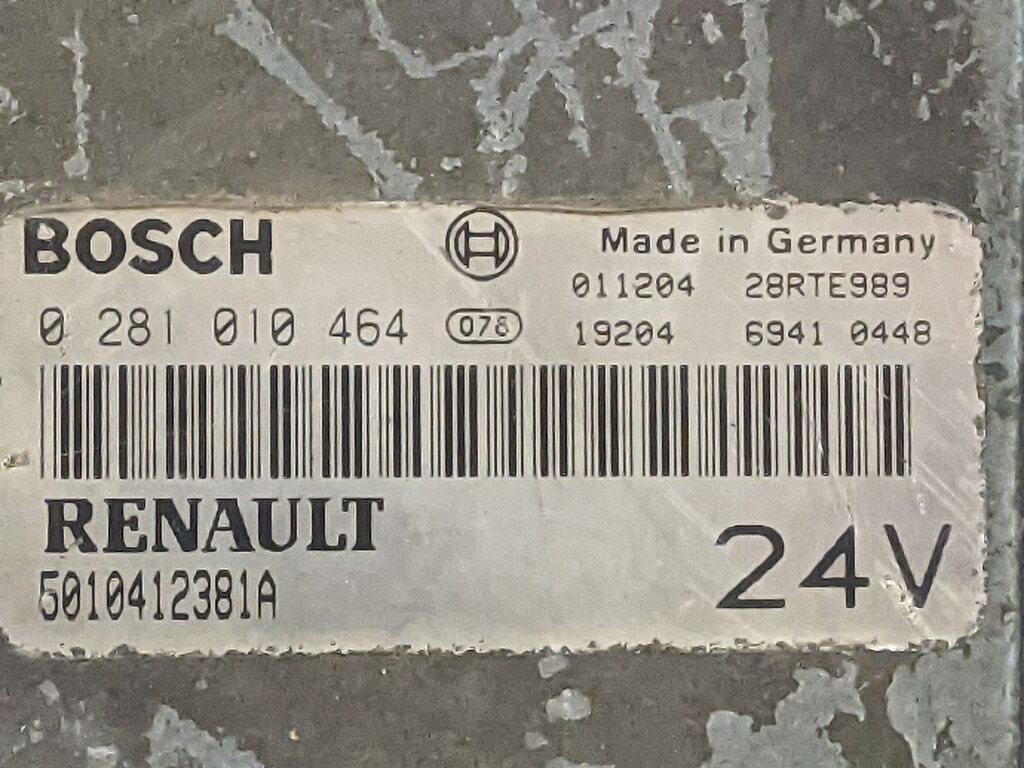 BOSCH
Made in Germany
011204 28RTE989
0 281 010 464 078 19204 6941 0448
RENAULT
5010412381A
24V